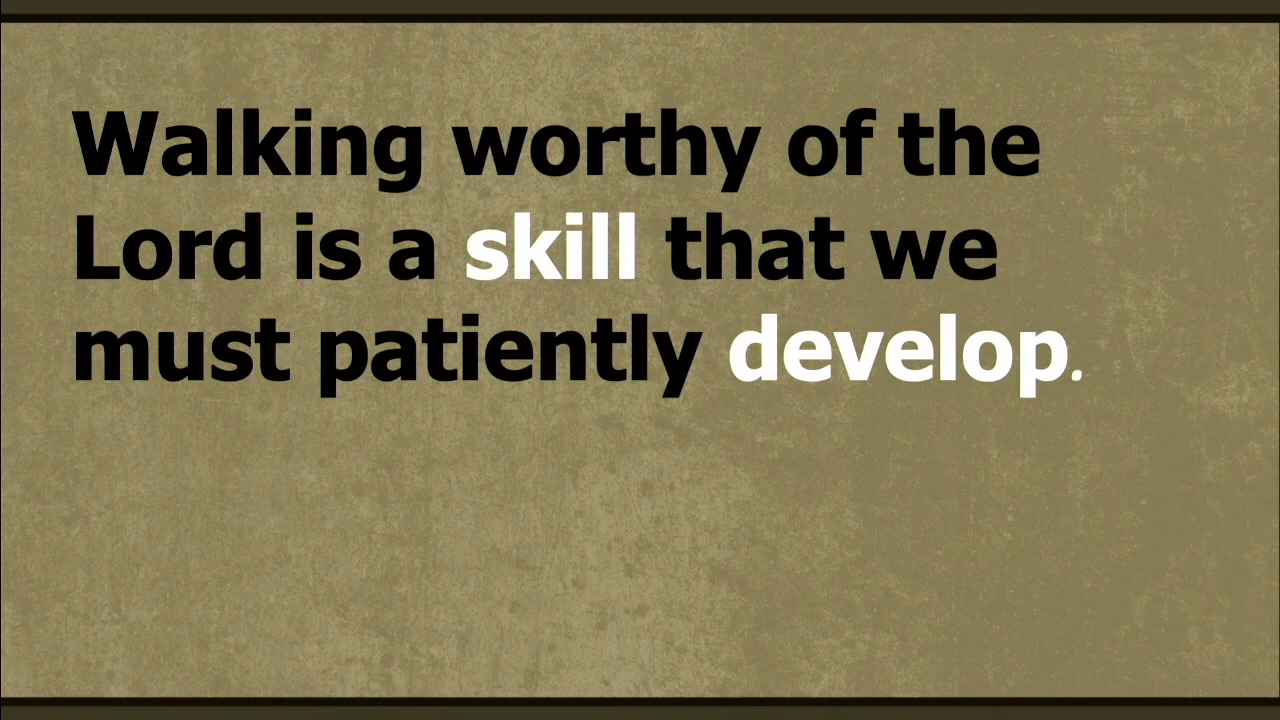 Walking worthy of the
Lord is a skill that we
must patiently develop.